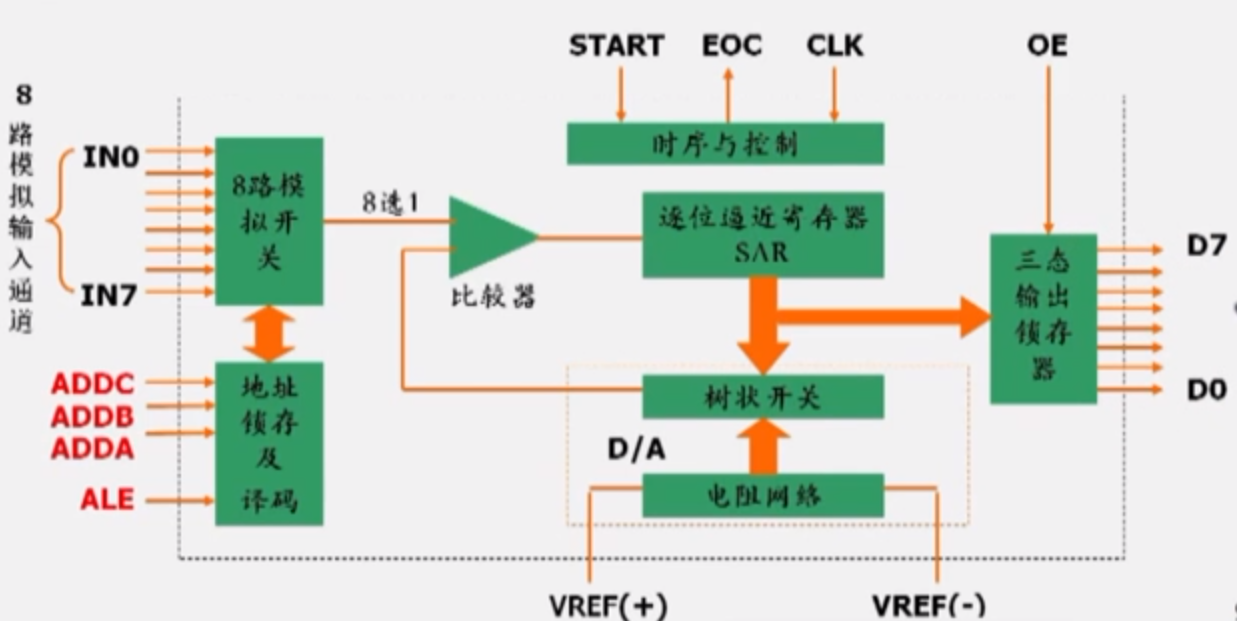 START EOC CLK OE
8路模拟输入通道
IN0
IN7
8路模
拟开
关
8选1
比较器
时序与控制
逐位逼近寄存器
SAR
三态
输出
锁存
器
D7
D0
ADDC
ADDB
ADDA
ALE
地址
锁存
及
译码
树状开关
D/A
电阻网络
VREF(+)
VREF(-)